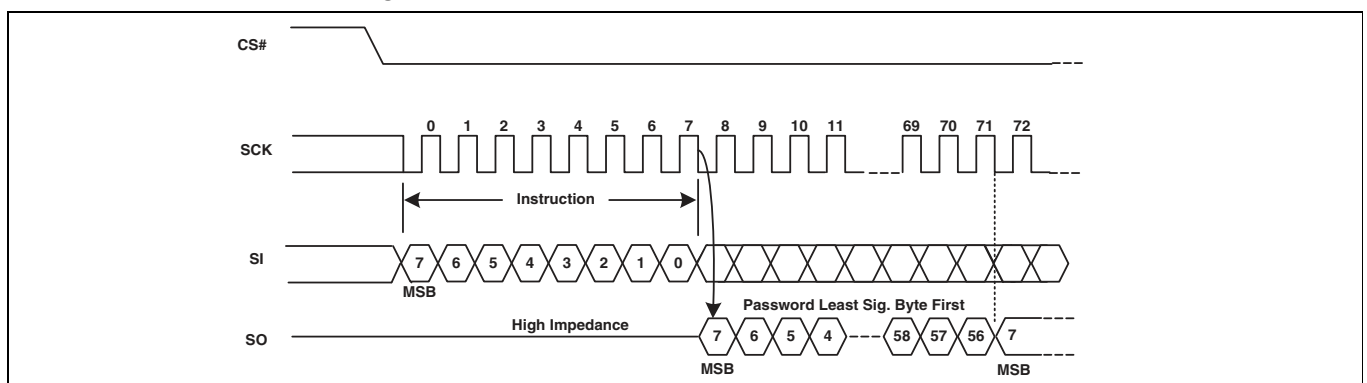 CS#
0 1 2 3 4 5 6 7 8 9 10 11 69 70 71 72
SCK
Instruction
SI 7 6 5 4 3 2 1 0
MSB
Password Least Sig. Byte First
High Impedance
SO 7 6 5 4 58 57 56 7
MSB MSB